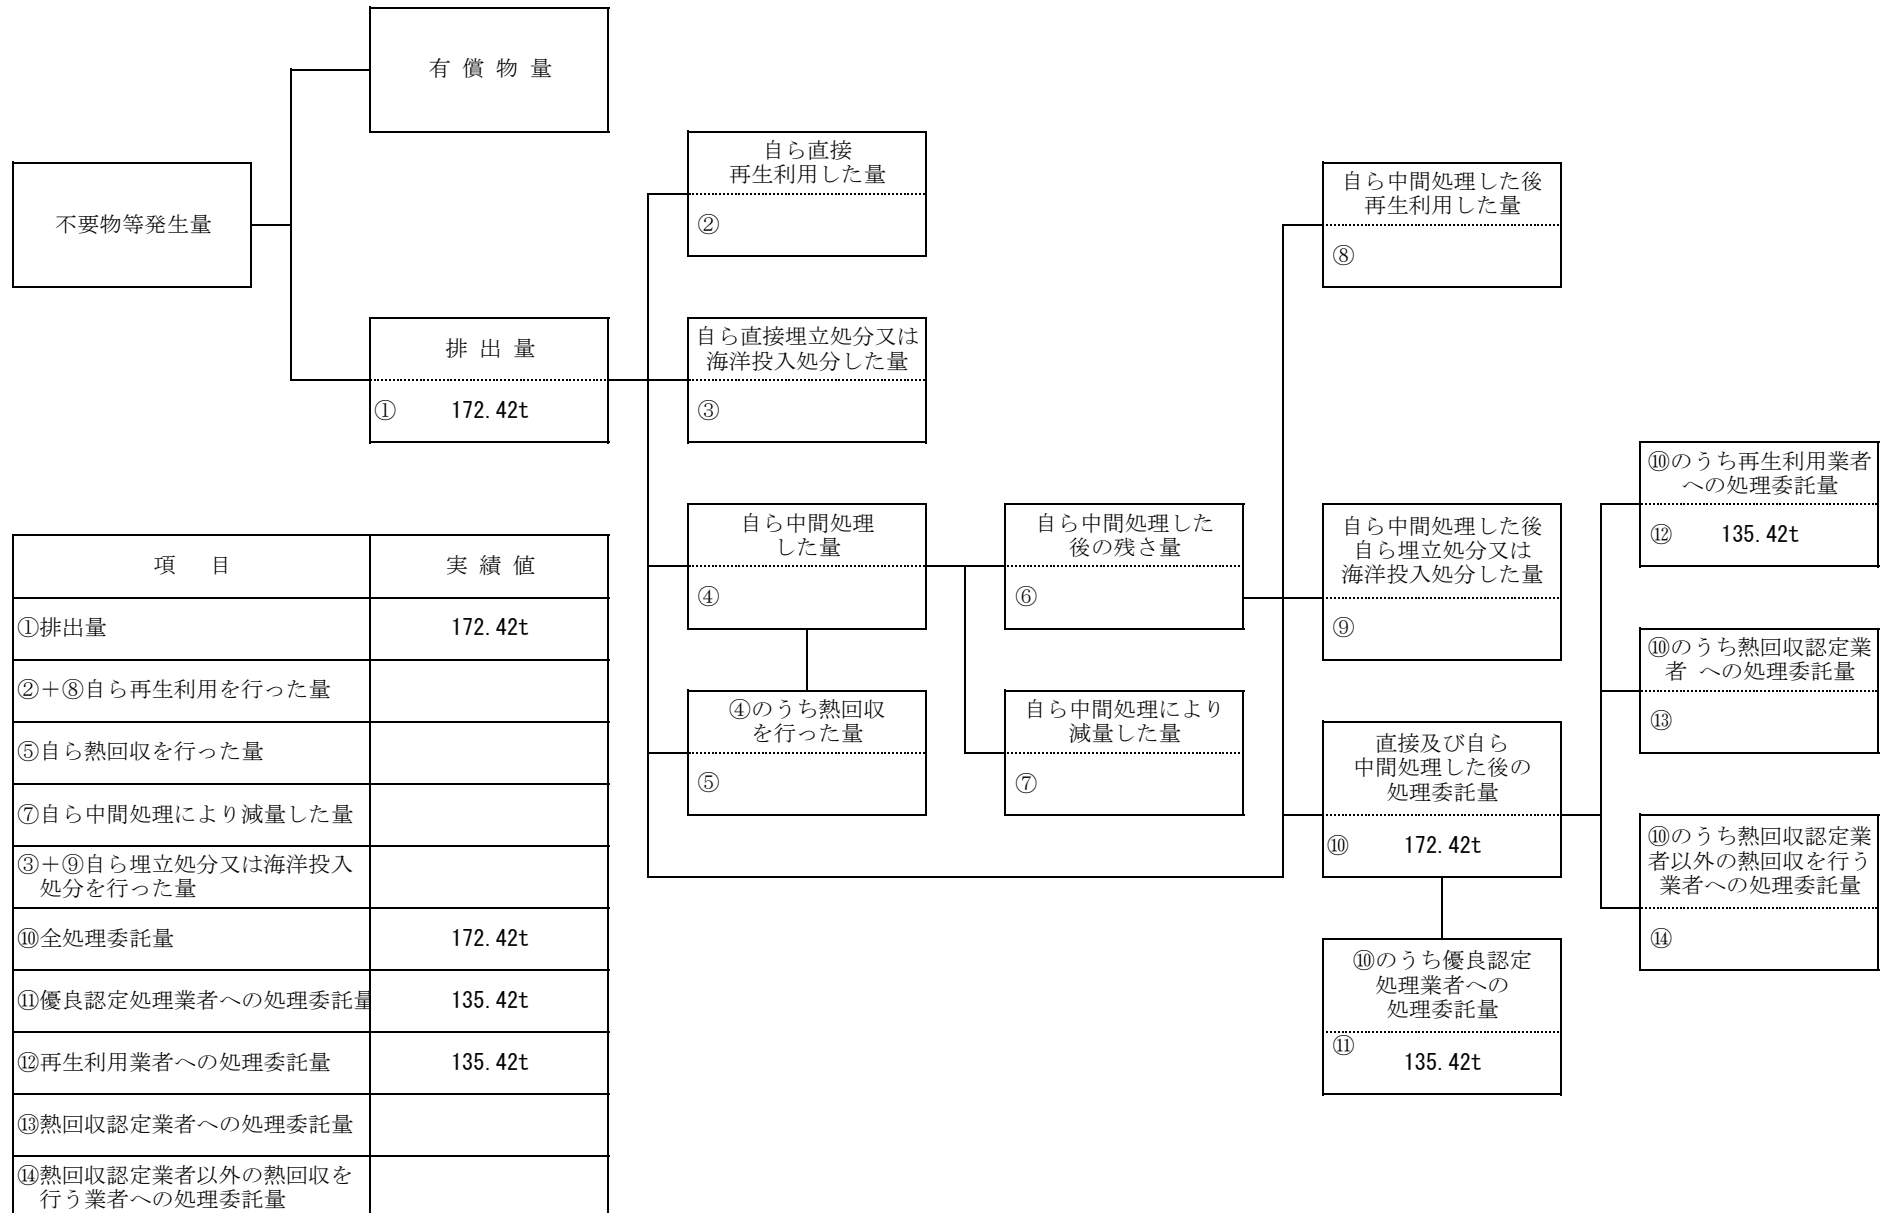 有償物量
不要物等発生量
排出量
① 172.42t
自ら直接
再生利用した量
②
自ら直接埋立処分又は
海洋投入処分した量
③
自ら中間処理
した量
④
④のうち熱回収
を行った量
⑤
自ら中間処理した
後の残さ量
⑥
自ら中間処理により
減量した量
⑦
自ら中間処理した後
再生利用した量
⑧
自ら中間処理した後
自ら埋立処分又は
海洋投入処分した量
⑨
直接及び自ら
中間処理した後の
処理委託量
⑩ 172.42t
⑩のうち優良認定
処理業者への
処理委託量
⑪ 135.42t
⑩のうち再生利用業者
への処理委託量
⑫ 135.42t
⑩のうち熱回収認定業
者 への処理委託量
⑬
⑩のうち熱回収認定業
者以外の熱回収を行う
業者への処理委託量
⑭
項 目 実績値
①排出量 172.42t
②+⑧自ら再生利用を行った量
⑤自ら熱回収を行った量
⑦自ら中間処理により減量した量
③+⑨自ら埋立処分又は海洋投入
処分を行った量
⑩全処理委託量 172.42t
⑪優良認定処理業者への処理委託量 135.42t
⑫再生利用業者への処理委託量 135.42t
⑬熱回収認定業者への処理委託量
⑭熱回収認定業者以外の熱回収を
行う業者への処理委託量